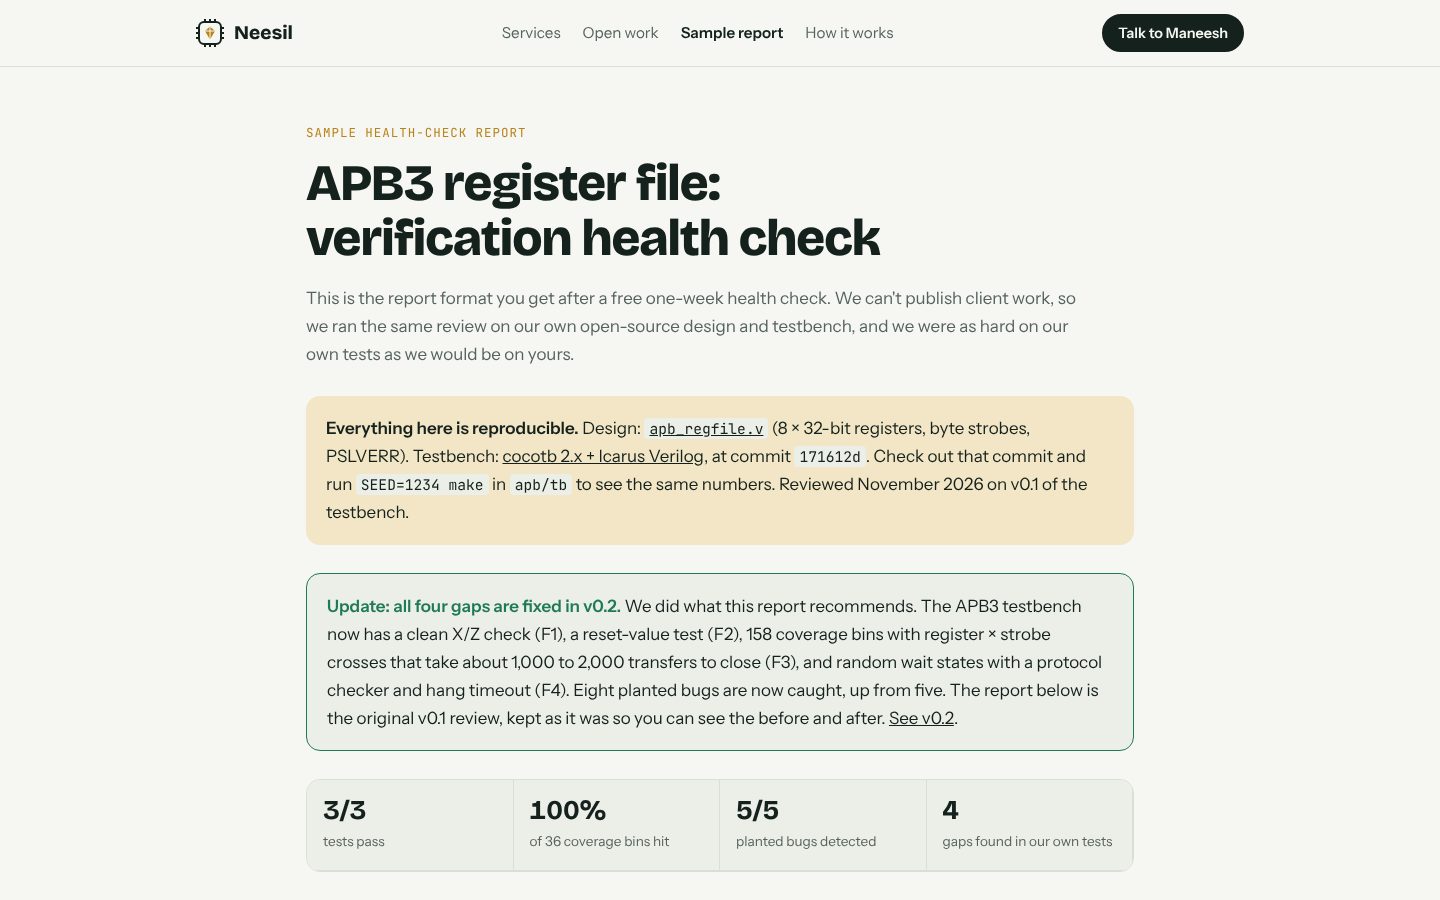 Neesil
Services
Open work
Sample report
How it works
Talk to Maneesh
SAMPLE HEALTH-CHECK REPORT
APB3 register file:
verification health check
This is the report format you get after a free one-week health check. We can't publish client work, so
we ran the same review on our own open-source design and testbench, and we were as hard on our
own tests as we would be on yours.
Everything here is reproducible. Design: apb_regfile.v (8 × 32-bit registers, byte strobes,
PSLVERR). Testbench: cocotb 2.x + Icarus Verilog, at commit 171612d. Check out that commit and
run SEED=1234 make in apb/tb to see the same numbers. Reviewed November 2026 on v0.1 of the
testbench.
Update: all four gaps are fixed in v0.2. We did what this report recommends. The APB3 testbench
now has a clean X/Z check (F1), a reset-value test (F2), 158 coverage bins with register × strobe
crosses that take about 1,000 to 2,000 transfers to close (F3), and random wait states with a protocol
checker and hang timeout (F4). Eight planted bugs are now caught, up from five. The report below is
the original v0.1 review, kept as it was so you can see the before and after. See v0.2.
3/3
tests pass
100%
of 36 coverage bins hit
5/5
planted bugs detected
4
gaps found in our own tests